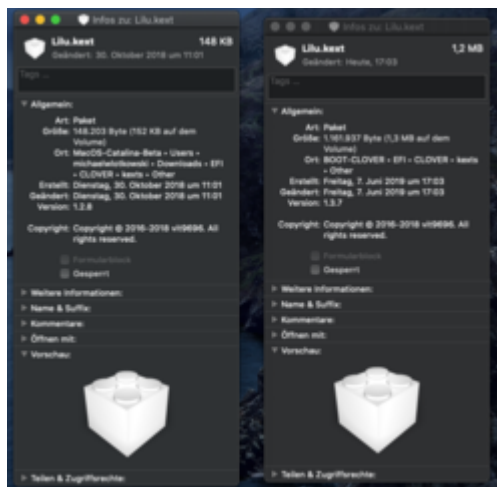 Infos zu: Lilu.kext
Lilu.kext 148 KB
Geändert: 30. Oktober 2018 um 11:01
Tags ...
Allgemein:
Art: Paket
Größe: 148.203 Byte (152 KB auf dem
Volume)
Ort: MacOS-Catalina-Beta • Users •
• Downloads • EFI
• CLOVER • kexts
• Other
Erstellt: Dienstag, 30. Oktober 2018 um 11:01
Geändert: Dienstag, 30. Oktober 2018 um 11:01
Version: 1.2.8
Copyright: Copyright © 2016-2018 vit9696. All
rights reserved.
Formularblock
Gesperrt
Weitere Informationen:
Name & Suffix:
Kommentare:
Öffnen mit:
Vorschau:
Teilen & Zugriffsrechte:
Infos zu: Lilu.kext
Lilu.kext 1,2 MB
Geändert: Heute, 17:03
Tags ...
Allgemein:
Art: Paket
Größe: 1.161.937 Byte (1,3 MB auf dem
Volume)
Ort: BOOT-CLOVER • EFI • CLOVER • kexts
• Other
Erstellt: Freitag, 7. Juni 2019 um 17:03
Geändert: Freitag, 7. Juni 2019 um 17:03
Version: 1.3.7
Copyright: Copyright © 2016-2018 vit9696. All
rights reserved.
Formularblock
Gesperrt
Weitere Informationen:
Name & Suffix:
Kommentare:
Öffnen mit:
Vorschau:
Teilen & Zugriffsrechte: